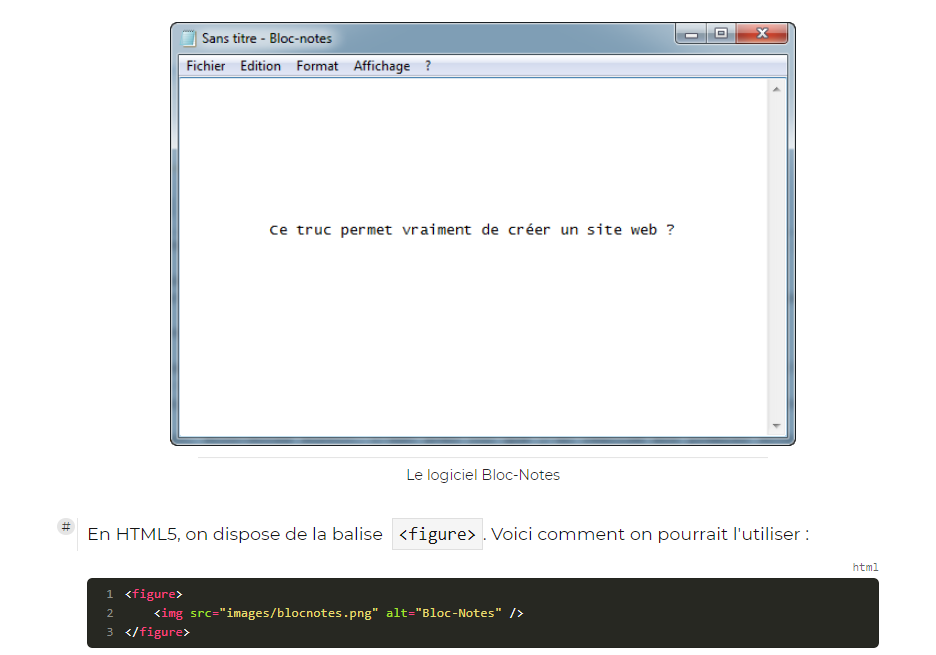 Sans titre - Bloc-notes
Fichier Edition Format Affichage ?
Ce truc permet vraiment de créer un site web ?
Le logiciel Bloc-Notes
# En HTML5, on dispose de la balise <figure>. Voici comment on pourrait l'utiliser :
html
1 <figure>
2     <img src="images/blocnotes.png" alt="Bloc-Notes" />
3 </figure>